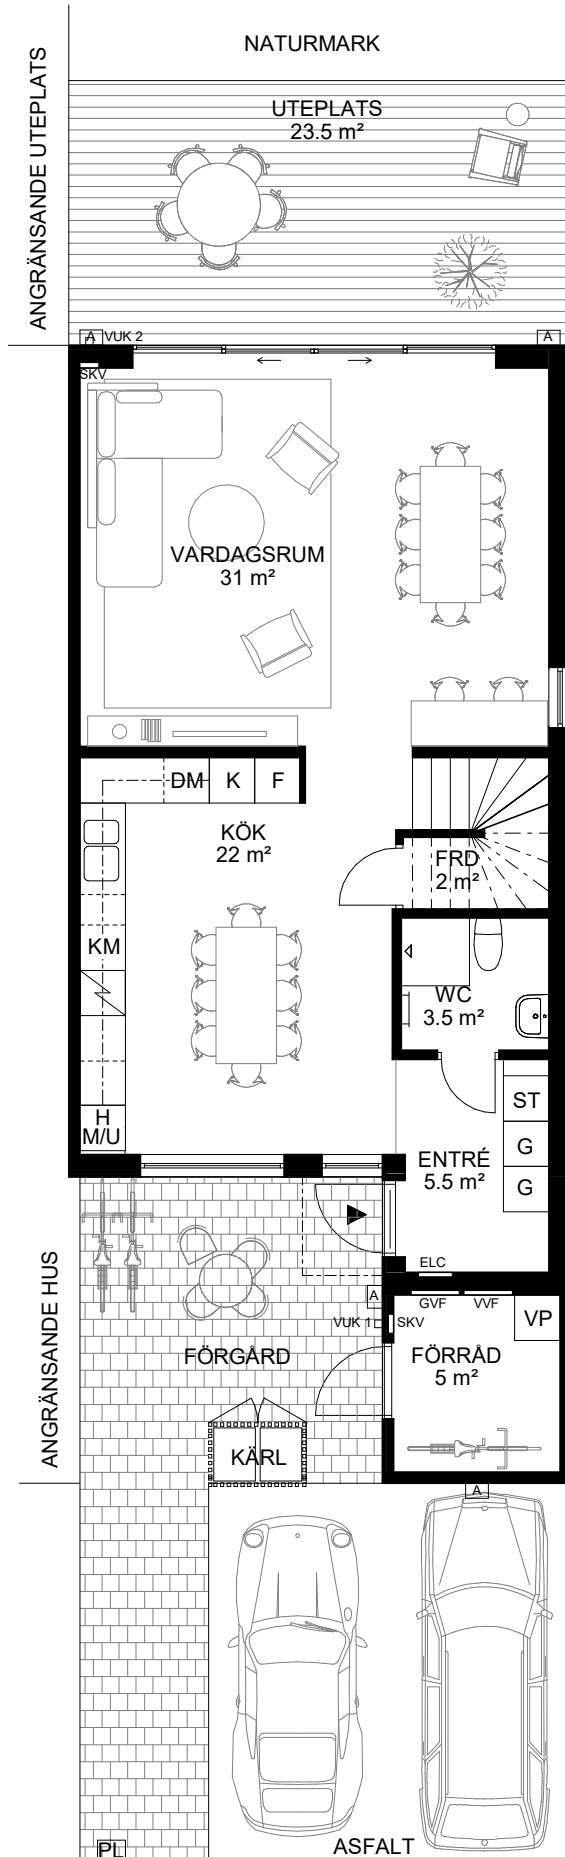 NATURMARK
ANGRÄNSANDE UTEPLATS
UTEPLATS
23.5 m²
A
VUK 2
A
SKV
VARDAGSRUM
31 m²
DM
K
F
KÖK
22 m²
FRD
2 m²
KM
WC
3.5 m²
H
M/U
ST
G
G
ENTRÉ
5.5 m²
ELC
ANGRÄNSANDE HUS
A
GVF
VVF
VP
VUK 1
SKV
FÖRGÅRD
FÖRRÅD
5 m²
KÄRL
A
ASFALT
PL